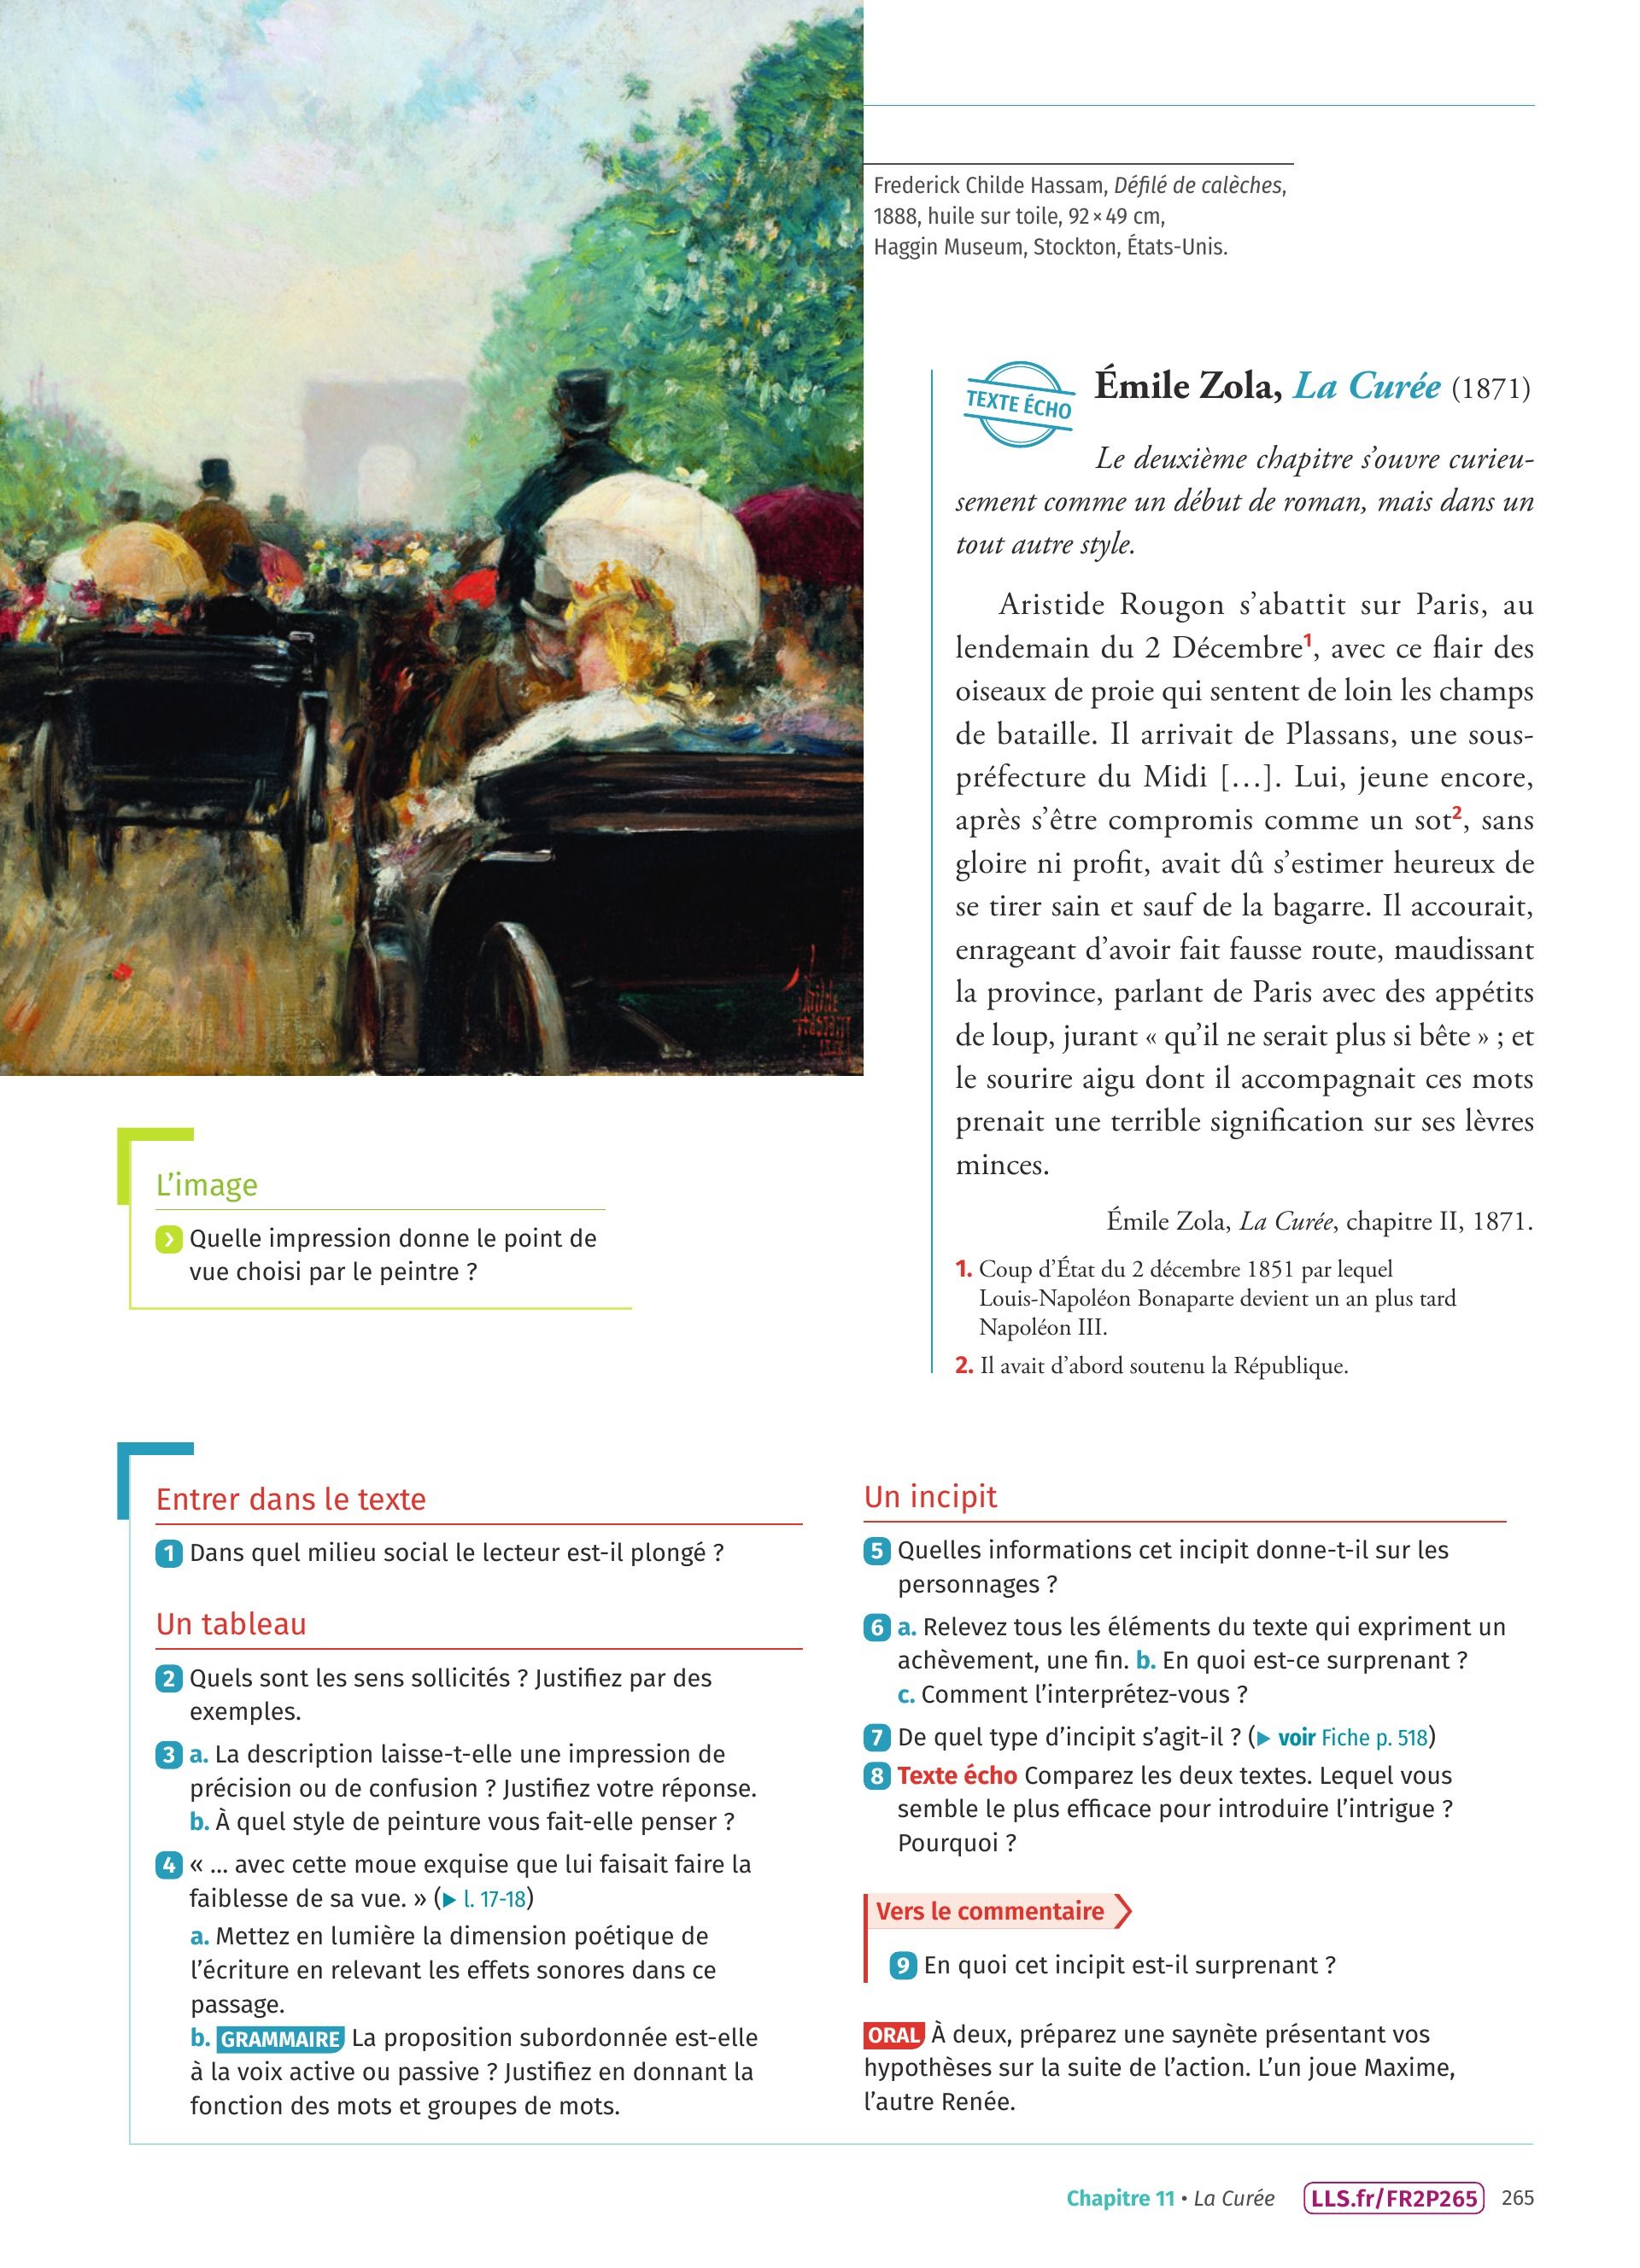 Frederick Childe Hassam, Défilé de calèches,
1888, huile sur toile, 92 × 49 cm,
Haggin Museum, Stockton, États-Unis.
TEXTE ÉCHO
Émile Zola, La Curée (1871)
Le deuxième chapitre s’ouvre curieu-
sement comme un début de roman, mais dans un
tout autre style.
Aristide Rougon s’abattit sur Paris, au
lendemain du 2 Décembre1, avec ce flair des
oiseaux de proie qui sentent de loin les champs
de bataille. Il arrivait de Plassans, une sous-
préfecture du Midi […]. Lui, jeune encore,
après s’être compromis comme un sot2, sans
gloire ni profit, avait dû s’estimer heureux de
se tirer sain et sauf de la bagarre. Il accourait,
enrageant d’avoir fait fausse route, maudissant
la province, parlant de Paris avec des appétits
de loup, jurant « qu’il ne serait plus si bête » ; et
le sourire aigu dont il accompagnait ces mots
prenait une terrible signification sur ses lèvres
minces.
Émile Zola, La Curée, chapitre II, 1871.
1. Coup d’État du 2 décembre 1851 par lequel
Louis-Napoléon Bonaparte devient un an plus tard
Napoléon III.
2. Il avait d’abord soutenu la République.
L’image
Quelle impression donne le point de
vue choisi par le peintre ?
Entrer dans le texte
1 Dans quel milieu social le lecteur est-il plongé ?
Un tableau
2 Quels sont les sens sollicités ? Justifiez par des
exemples.
3 a. La description laisse-t-elle une impression de
précision ou de confusion ? Justifiez votre réponse.
b. À quel style de peinture vous fait-elle penser ?
4 « … avec cette moue exquise que lui faisait faire la
faiblesse de sa vue. » (▶ l. 17-18)
a. Mettez en lumière la dimension poétique de
l’écriture en relevant les effets sonores dans ce
passage.
b. GRAMMAIRE La proposition subordonnée est-elle
à la voix active ou passive ? Justifiez en donnant la
fonction des mots et groupes de mots.
Un incipit
5 Quelles informations cet incipit donne-t-il sur les
personnages ?
6 a. Relevez tous les éléments du texte qui expriment un
achèvement, une fin. b. En quoi est-ce surprenant ?
c. Comment l’interprétez-vous ?
7 De quel type d’incipit s’agit-il ? (▶ voir Fiche p. 518)
8 Texte écho Comparez les deux textes. Lequel vous
semble le plus efficace pour introduire l’intrigue ?
Pourquoi ?
Vers le commentaire
9 En quoi cet incipit est-il surprenant ?
ORAL À deux, préparez une saynète présentant vos
hypothèses sur la suite de l’action. L’un joue Maxime,
l’autre Renée.
Chapitre 11 • La Curée LLS.fr/FR2P265 265